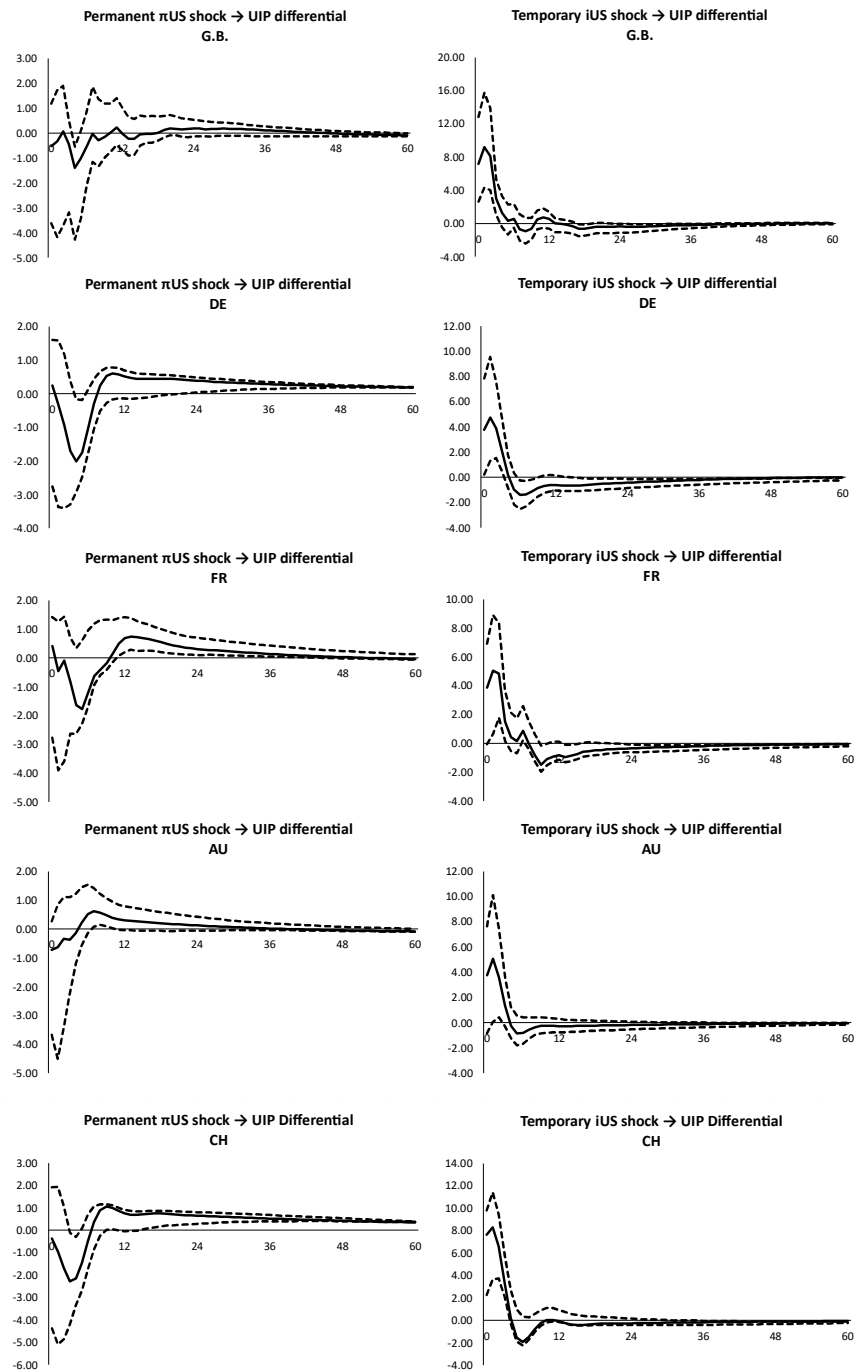 Permanent πUS shock → UIP differential
G.B.
3.00
2.00
1.00
0.00
-1.00
-2.00
-3.00
-4.00
-5.00
0 12 24 36 48 60
Temporary iUS shock → UIP differential
G.B.
20.00
16.00
12.00
8.00
4.00
0.00
-4.00
0 12 24 36 48 60
Permanent πUS shock → UIP differential
DE
2.00
1.00
0.00
-1.00
-2.00
-3.00
-4.00
0 12 24 36 48 60
Temporary iUS shock → UIP differential
DE
12.00
10.00
8.00
6.00
4.00
2.00
0.00
-2.00
-4.00
0 12 24 36 48 60
Permanent πUS shock → UIP differential
FR
2.00
1.00
0.00
-1.00
-2.00
-3.00
-4.00
-5.00
0 12 24 36 48 60
Temporary iUS shock → UIP differential
FR
10.00
8.00
6.00
4.00
2.00
0.00
-2.00
-4.00
0 12 24 36 48 60
Permanent πUS shock → UIP differential
AU
2.00
1.00
0.00
-1.00
-2.00
-3.00
-4.00
-5.00
0 12 24 36 48 60
Temporary iUS shock → UIP differential
AU
12.00
10.00
8.00
6.00
4.00
2.00
0.00
-2.00
-4.00
0 12 24 36 48 60
Permanent πUS shock → UIP Differential
CH
3.00
2.00
1.00
0.00
-1.00
-2.00
-3.00
-4.00
-5.00
-6.00
0 12 24 36 48 60
Temporary iUS shock → UIP Differential
CH
14.00
12.00
10.00
8.00
6.00
4.00
2.00
0.00
-2.00
-4.00
0 12 24 36 48 60